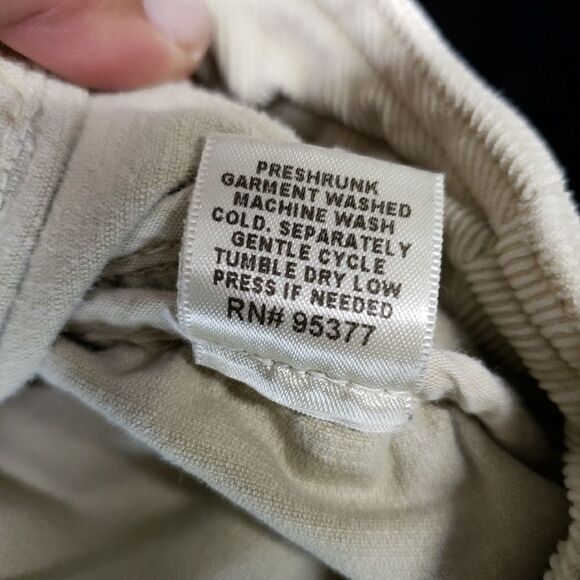 PRESHRUNK
GARMENT WASHED
MACHINE WASH
COLD. SEPARATELY
GENTLE CYCLE
TUMBLE DRY LOW
PRESS IF NEEDED
RN# 95377